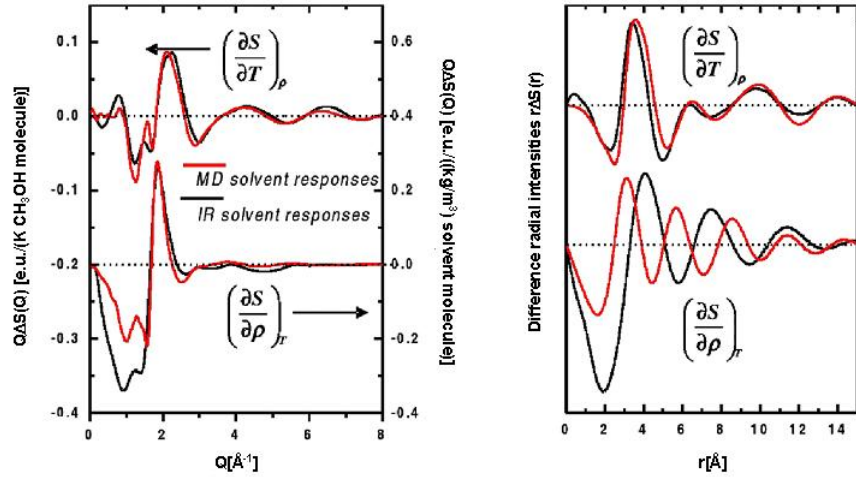 QΔS(Q) [e.u./(K CH₃OH molecule)]
0.1
0.0
-0.1
-0.2
-0.3
-0.4
0 2 4 6 8
Q[Å⁻¹]
(∂S/∂T)ρ
MD solvent responses
IR solvent responses
(∂S/∂ρ)T
0.6
0.4
0.2
0.0
-0.2
-0.4
QΔS(Q) [e.u./((kg/m³) solvent molecule)]
Difference radial intensities rΔS(r)
(∂S/∂T)ρ
(∂S/∂ρ)T
0 2 4 6 8 10 12 14
r[Å]